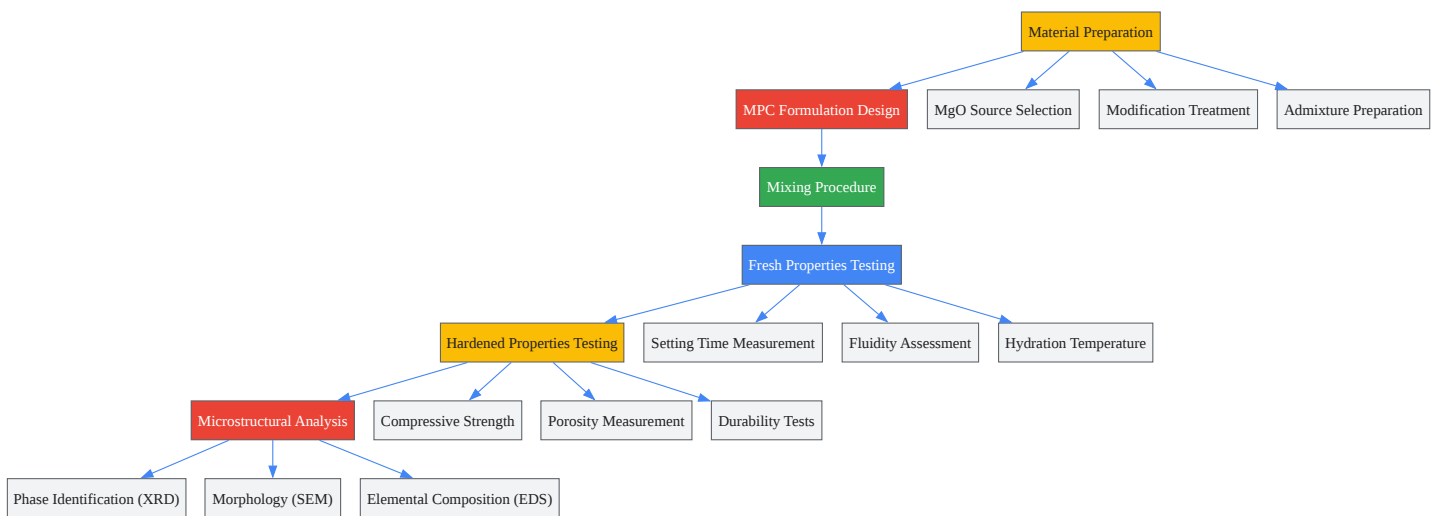 Material Preparation
MPC Formulation Design
MgO Source Selection
Modification Treatment
Admixture Preparation
Mixing Procedure
Fresh Properties Testing
Hardened Properties Testing
Setting Time Measurement
Fluidity Assessment
Hydration Temperature
Microstructural Analysis
Compressive Strength
Porosity Measurement
Durability Tests
Phase Identification (XRD)
Morphology (SEM)
Elemental Composition (EDS)